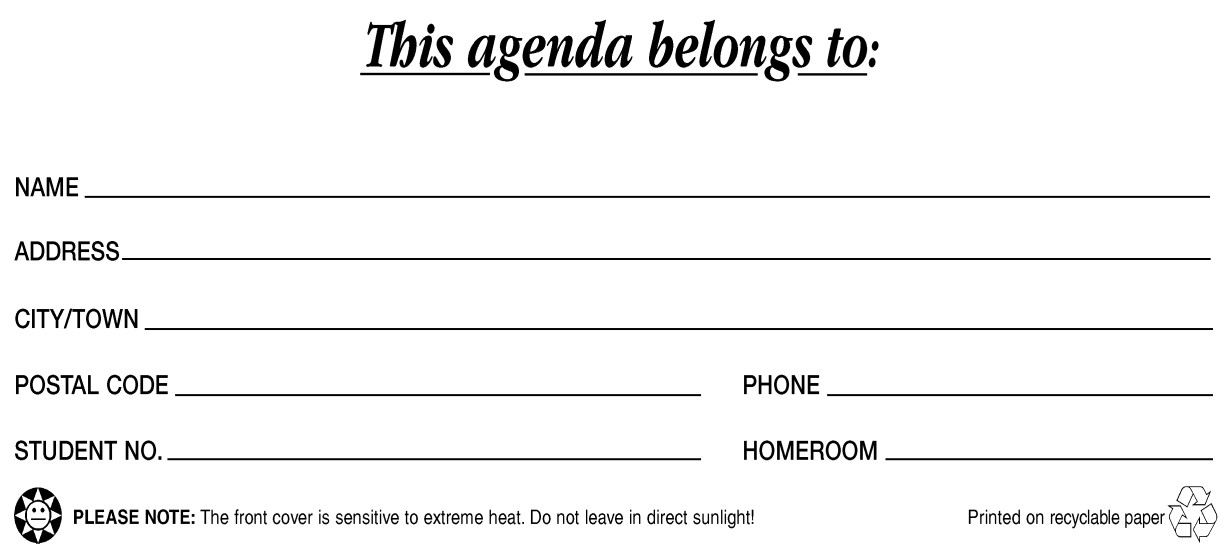 This agenda belongs to:
NAME
ADDRESS
CITY/TOWN
POSTAL CODE PHONE
STUDENT NO. HOMEROOM
PLEASE NOTE: The front cover is sensitive to extreme heat. Do not leave in direct sunlight! Printed on recyclable paper